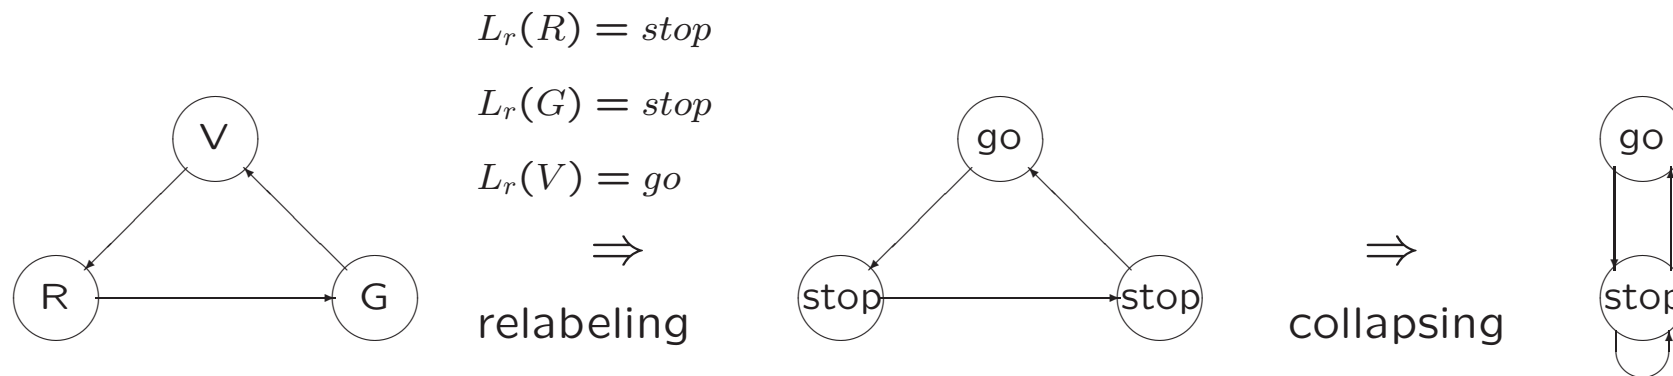 L_r(R) = stop
L_r(G) = stop
L_r(V) = go
V
R
G
⇒
relabeling
go
stop
stop
⇒
collapsing
go
stop